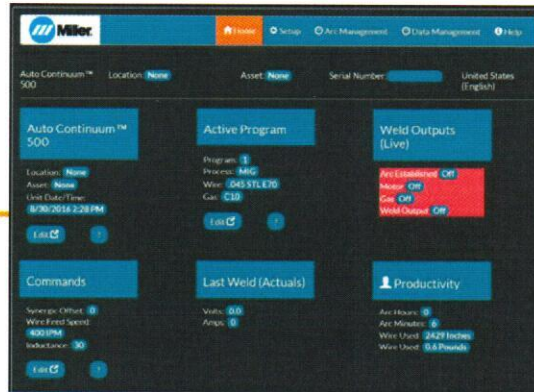 Miller
Home Setup Arc Management Data Management Help
Auto Continuum™ 500 Location: None Asset: None Serial Number: United States (English)
Auto Continuum™ 500
Location: None
Asset: None
Unit Date/Time:
8/30/2016 2:28 PM
Edit ?
Active Program
Program: 1
Process: MIG
Wire: .045 STL E70
Gas: C10
Edit ?
Weld Outputs (Live)
Arc Established Off
Motor Off
Gas Off
Weld Output Off
Commands
Synergic Offset: 0
Wire Feed Speed:
400 IPM
Inductance: 30
Edit ?
Last Weld (Actuals)
Volts: 0.0
Amps: 0
Productivity
Arc Hours: 0
Arc Minutes: 6
Wire Used: 2429 Inches
Wire Used: 0.6 Pounds